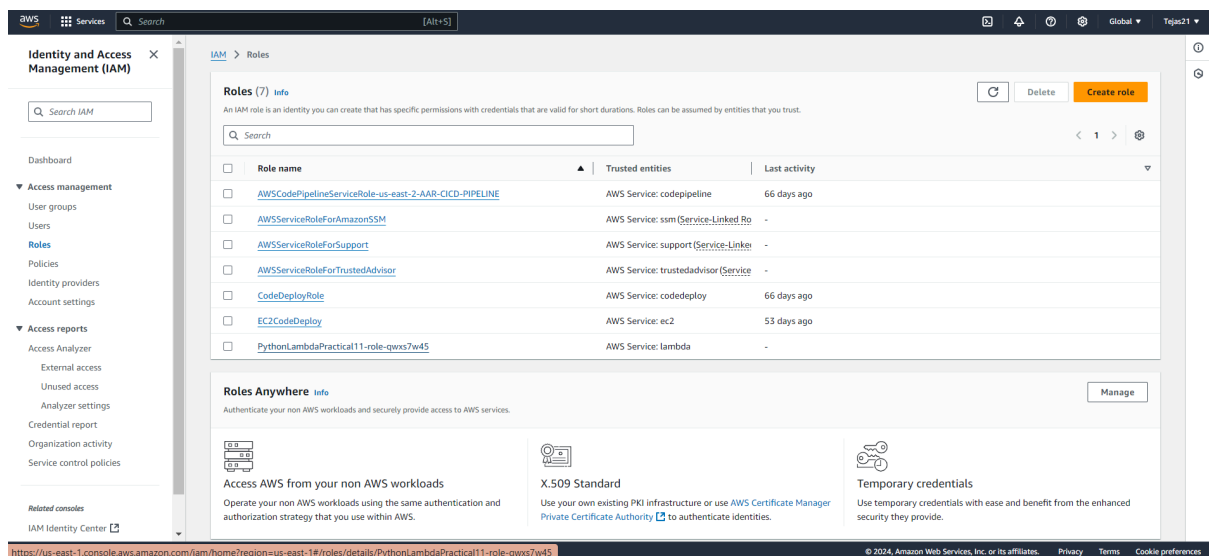 aws Services Search [Alt+S] Global Tejas21
Identity and Access
Management (IAM)
Search IAM
Dashboard
Access management
User groups
Users
Roles
Policies
Identity providers
Account settings
Access reports
Access Analyzer
External access
Unused access
Analyzer settings
Credential report
Organization activity
Service control policies
Related consoles
IAM Identity Center
IAM > Roles
Roles (7) Info
Delete
Create role
An IAM role is an identity you can create that has specific permissions with credentials that are valid for short durations. Roles can be assumed by entities that you trust.
Search
1
Role name Trusted entities Last activity
AWSCodePipelineServiceRole-us-east-2-AAR-CICD-PIPELINE AWS Service: codepipeline 66 days ago
AWSServiceRoleForAmazonSSM AWS Service: ssm (Service-Linked Ro -
AWSServiceRoleForSupport AWS Service: support (Service-Linke -
AWSServiceRoleForTrustedAdvisor AWS Service: trustedadvisor (Service -
CodeDeployRole AWS Service: codedeploy 66 days ago
EC2CodeDeploy AWS Service: ec2 53 days ago
PythonLambdaPractical11-role-qwxs7w45 AWS Service: lambda -
Roles Anywhere Info
Manage
Authenticate your non AWS workloads and securely provide access to AWS services.
Access AWS from your non AWS workloads
Operate your non AWS workloads using the same authentication and
authorization strategy that you use within AWS.
X.509 Standard
Use your own existing PKI infrastructure or use AWS Certificate Manager
Private Certificate Authority to authenticate identities.
Temporary credentials
Use temporary credentials with ease and benefit from the enhanced
security they provide.
https://us-east-1.console.aws.amazon.com/iam/home?region=us-east-1#/roles/details/PythonLambdaPractical11-role-qwxs7w45
© 2024, Amazon Web Services, Inc. or its affiliates. Privacy Terms Cookie preferences